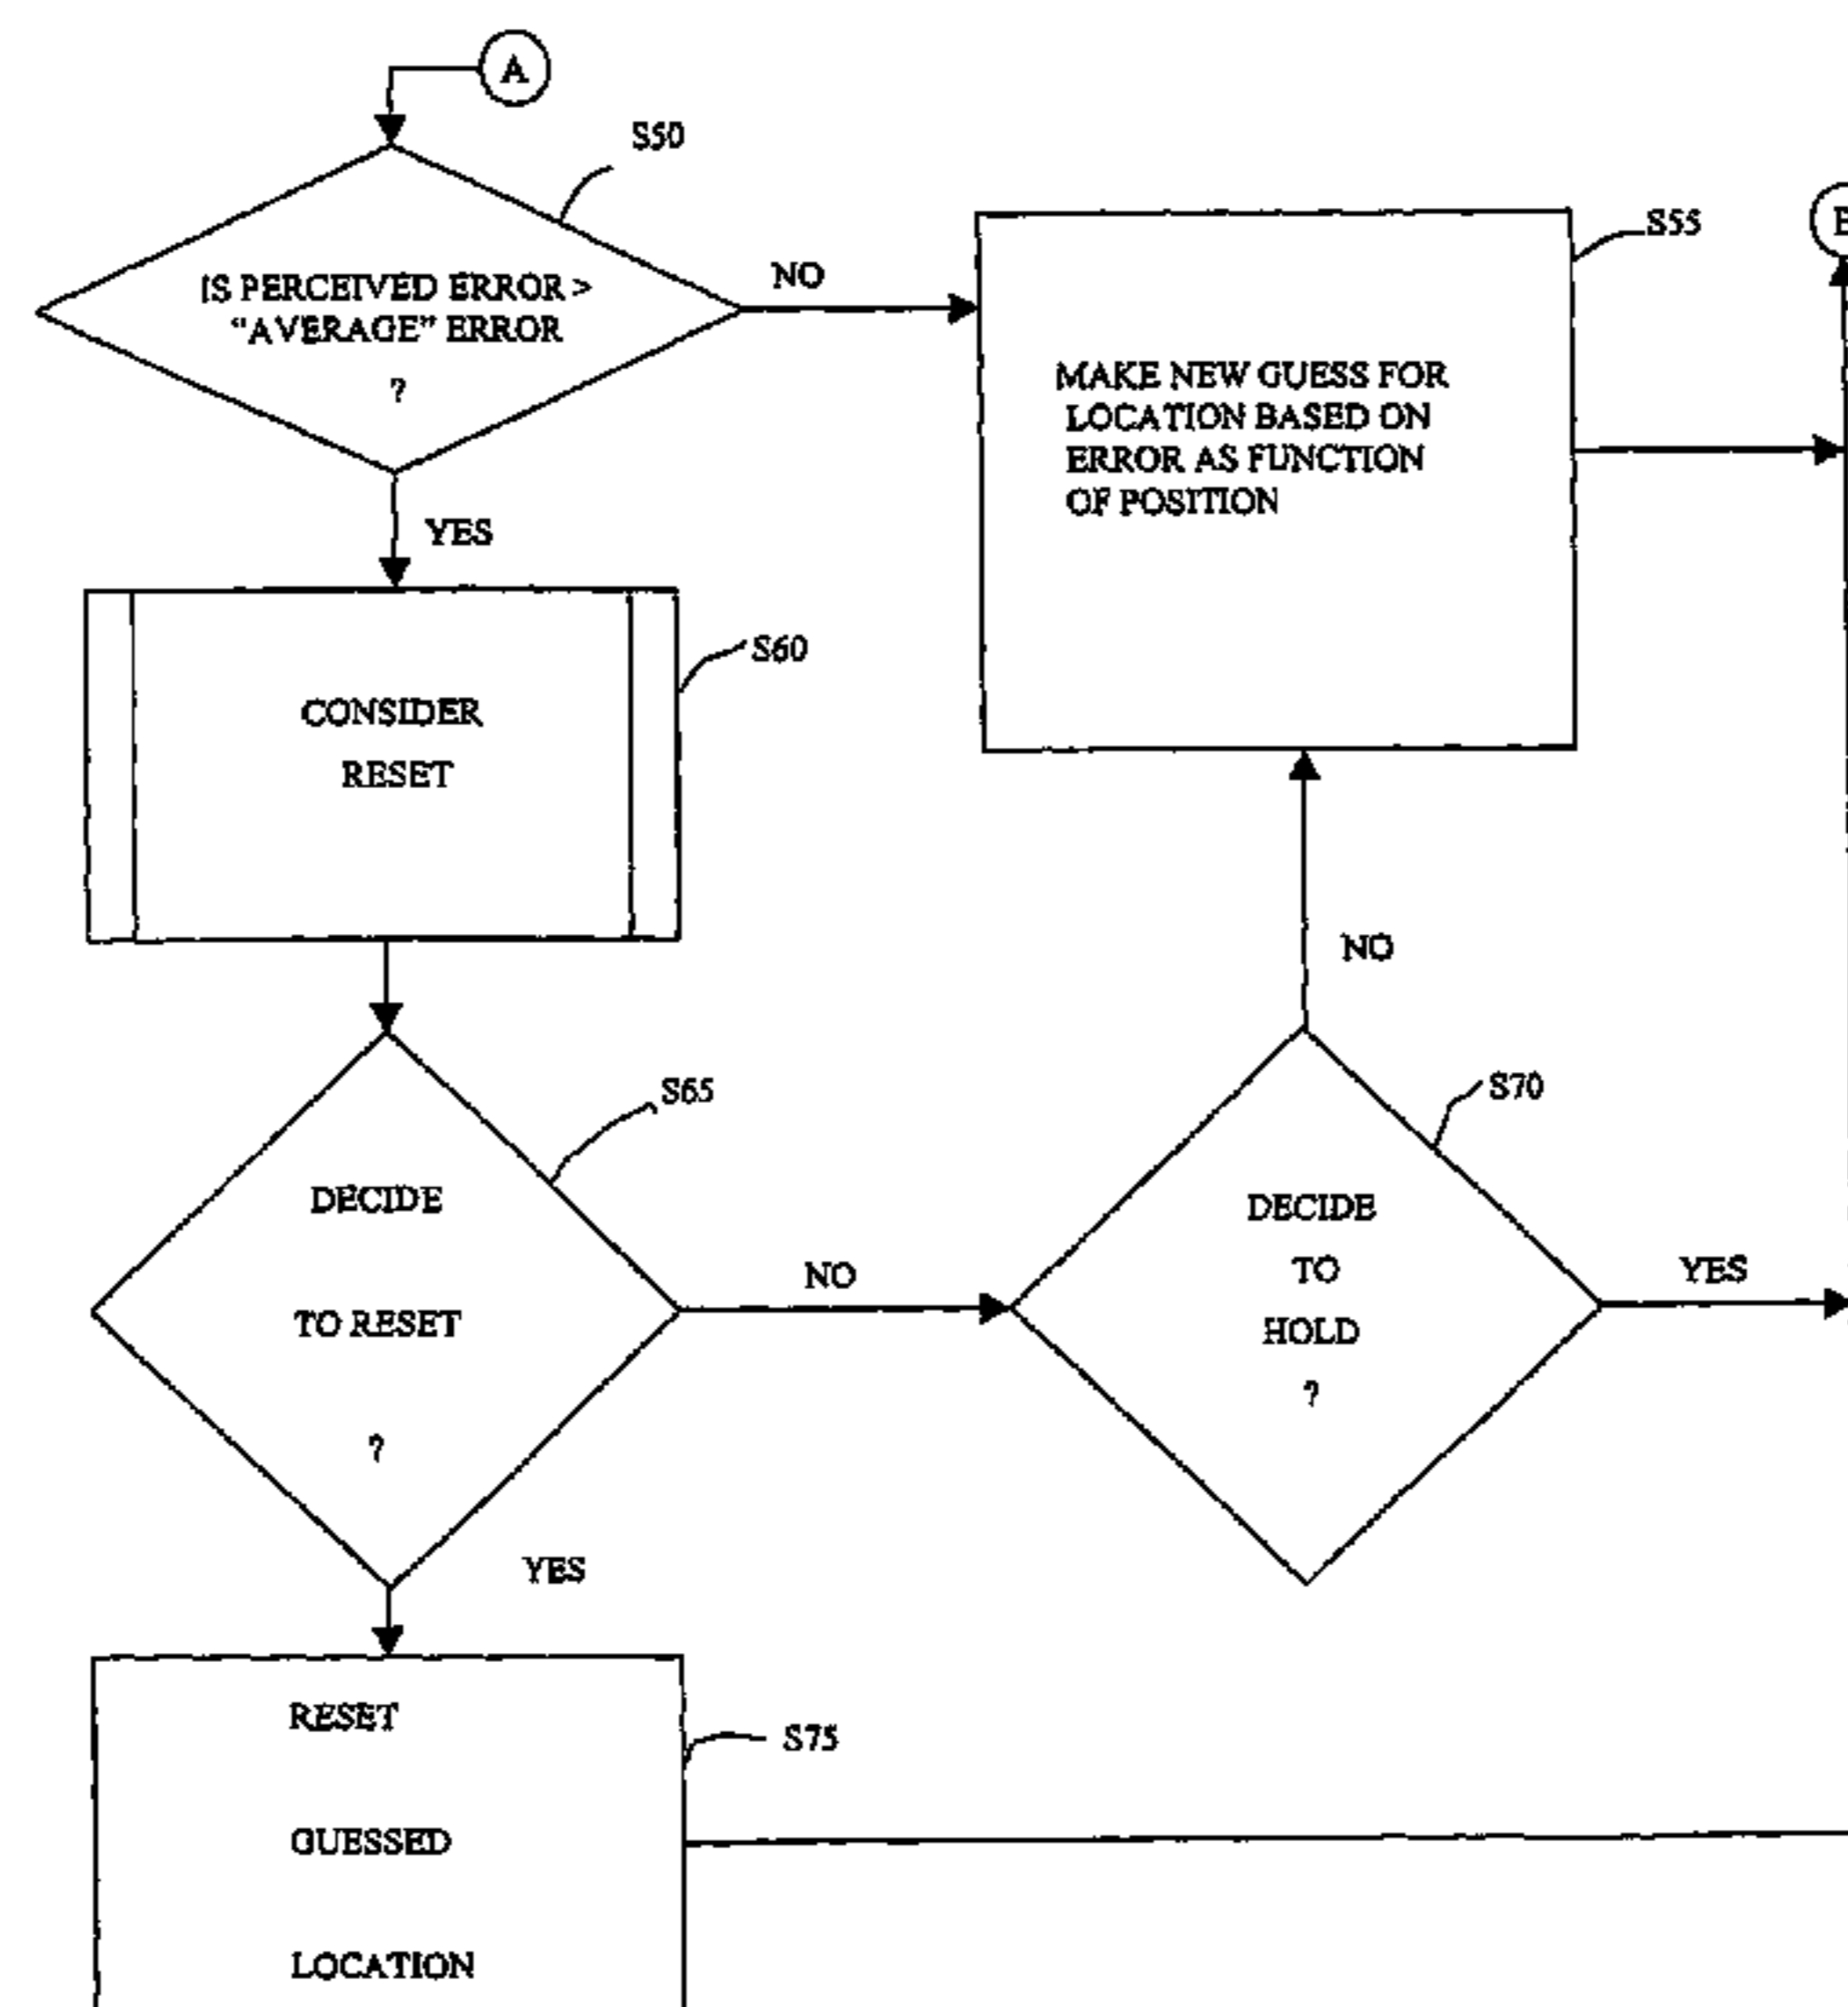 A
S50
IS PERCEIVED ERROR >
"AVERAGE" ERROR
?
NO
S55
MAKE NEW GUESS FOR
LOCATION BASED ON
ERROR AS FUNCTION
OF POSITION
YES
S60
CONSIDER
RESET
NO
S65
DECIDE
TO RESET
?
NO
S70
DECIDE
TO
HOLD
?
YES
YES
RESET
GUESSED
LOCATION
S75